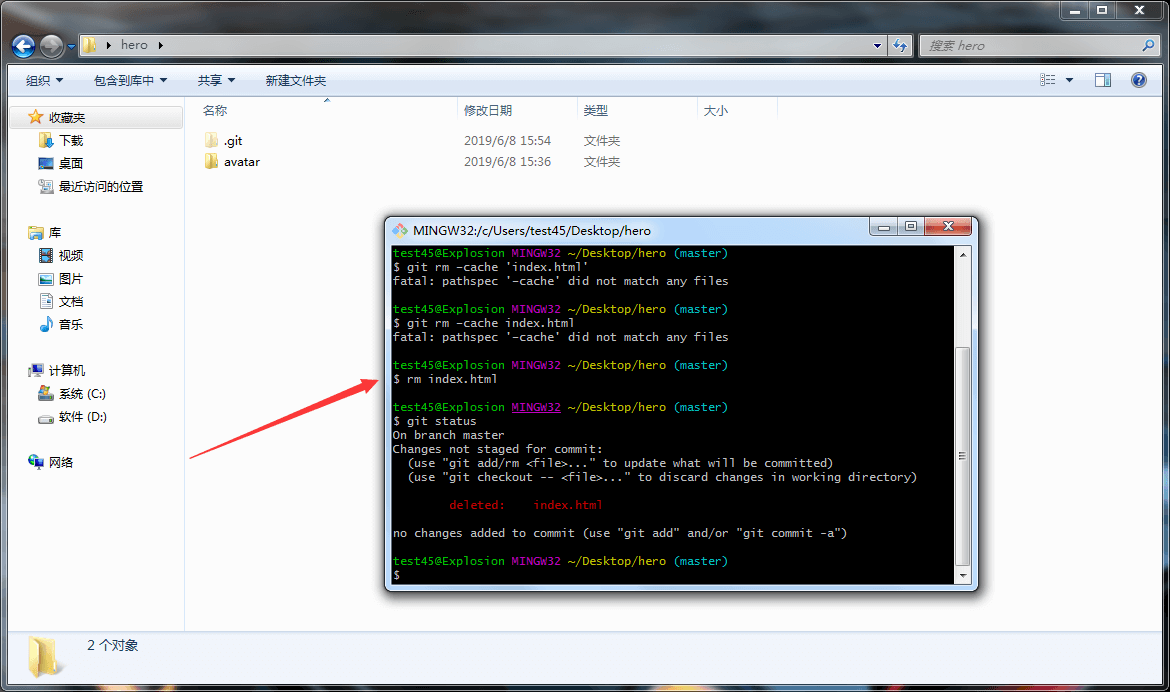 hero
搜索 hero
组织
包含到库中
共享
新建文件夹
收藏夹
下载
桌面
最近访问的位置
库
视频
图片
文档
音乐
计算机
系统 (C:)
软件 (D:)
网络
名称 修改日期 类型 大小
.git 2019/6/8 15:54 文件夹
avatar 2019/6/8 15:36 文件夹
MINGW32:/c/Users/test45/Desktop/hero
test45@Explosion MINGW32 ~/Desktop/hero (master)
$ git rm -cache 'index.html'
fatal: pathspec '-cache' did not match any files
test45@Explosion MINGW32 ~/Desktop/hero (master)
$ git rm -cache index.html
fatal: pathspec '-cache' did not match any files
test45@Explosion MINGW32 ~/Desktop/hero (master)
$ rm index.html
test45@Explosion MINGW32 ~/Desktop/hero (master)
$ git status
On branch master
Changes not staged for commit:
(use "git add/rm <file>..." to update what will be committed)
(use "git checkout -- <file>..." to discard changes in working directory)
deleted: index.html
no changes added to commit (use "git add" and/or "git commit -a")
test45@Explosion MINGW32 ~/Desktop/hero (master)
$
2 个对象